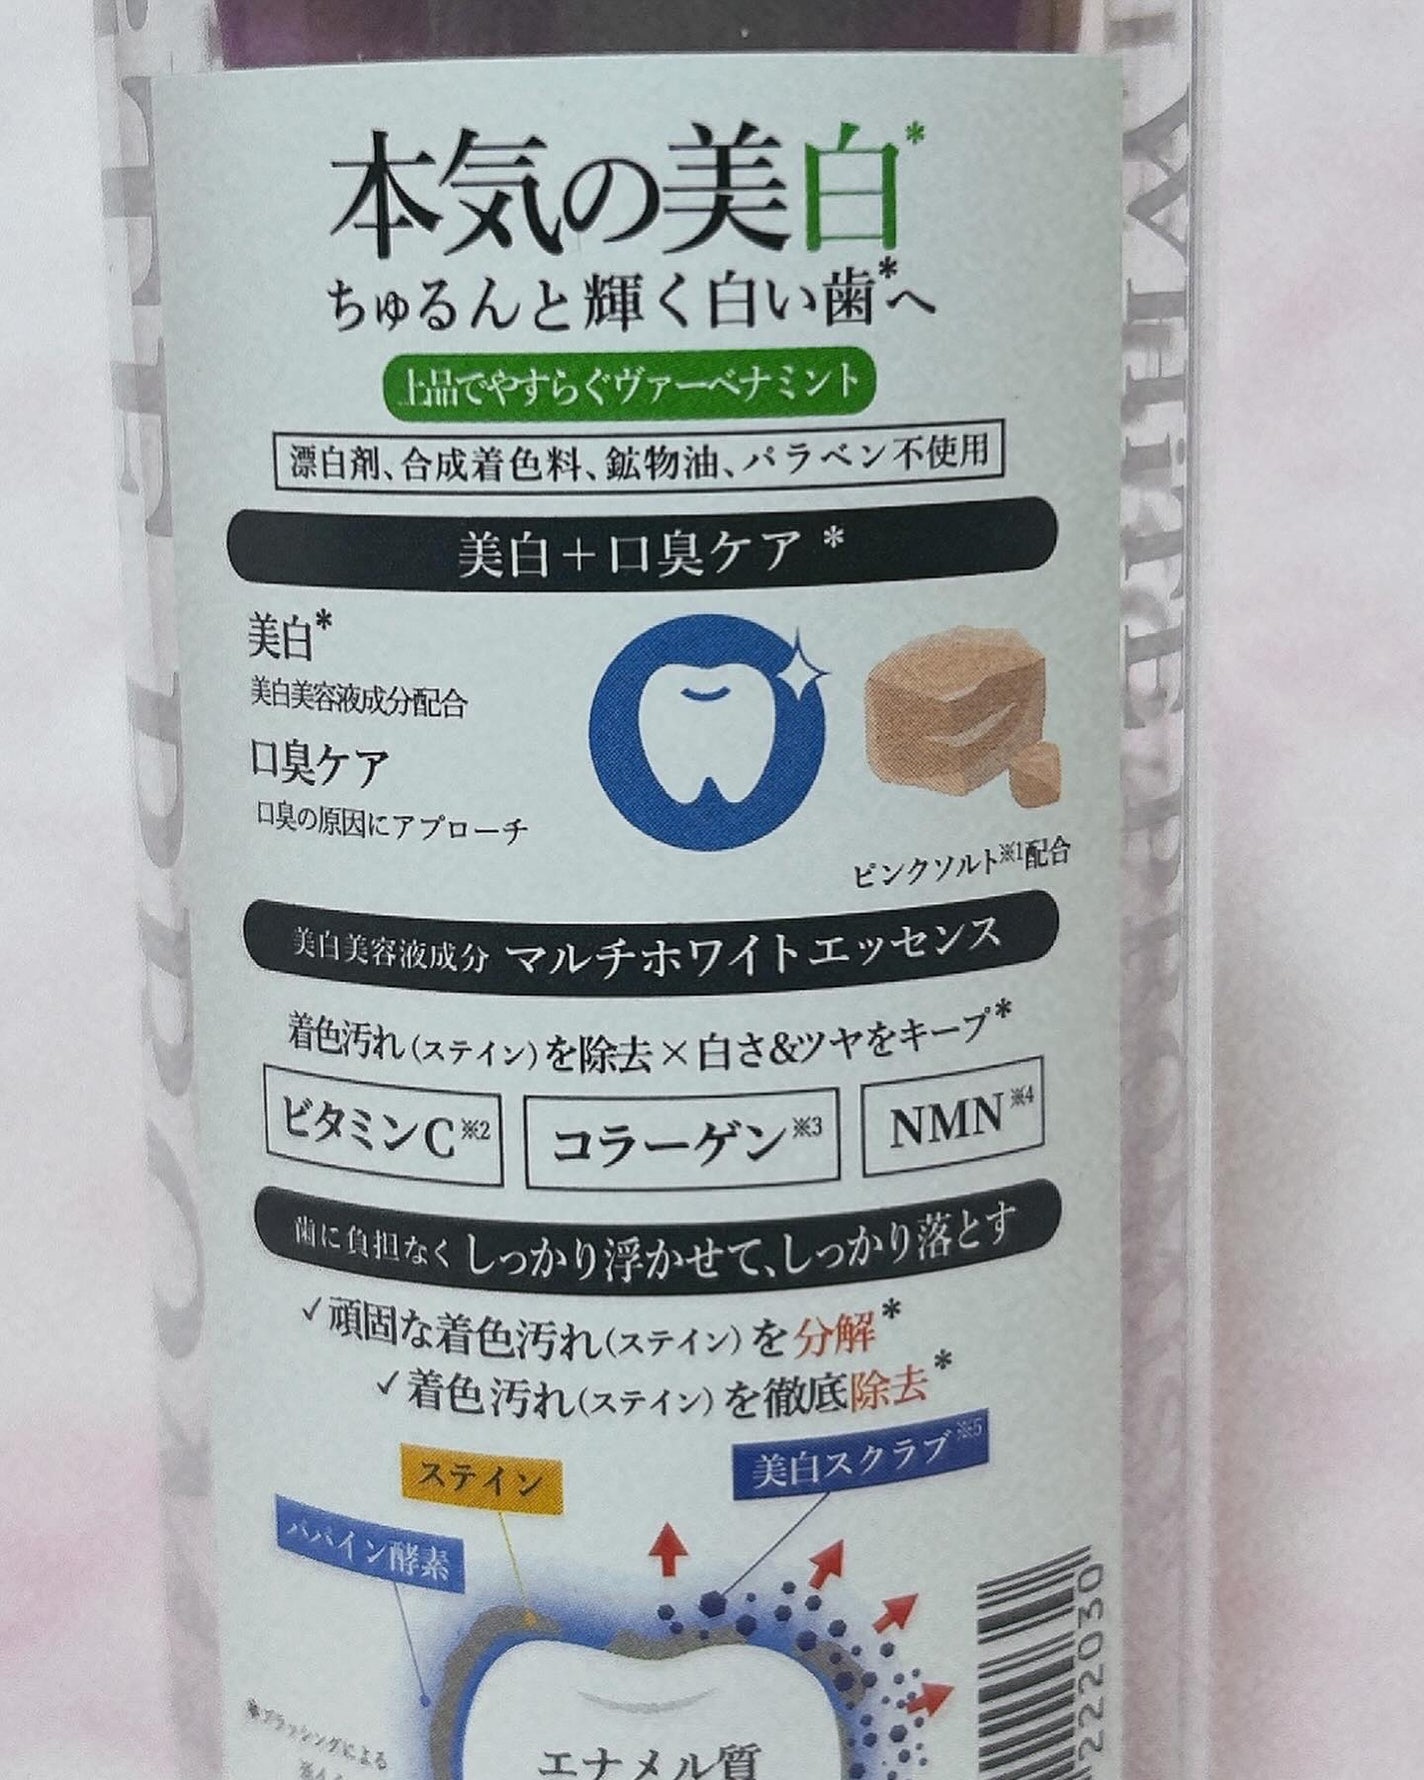 本気の美白*
ちゅるんと輝く白い歯*へ
上品でやすらぐヴァーベナミント
漂白剤、合成着色料、鉱物油、パラベン不使用
美白＋口臭ケア *
美白*
美白美容液成分配合
口臭ケア
口臭の原因にアプローチ
ピンクソルト※1配合
美白美容液成分 マルチホワイトエッセンス
着色汚れ(ステイン)を除去×白さ&ツヤをキープ*
ビタミンC※2
コラーゲン※3
NMN※4
歯に負担なくしっかり浮かせて、しっかり落とす
✓頑固な着色汚れ(ステイン)を分解*
✓着色汚れ(ステイン)を徹底除去*
ステイン
美白スクラブ※5
パパイン酵素
エナメル質
*ブラッシングによる
222030